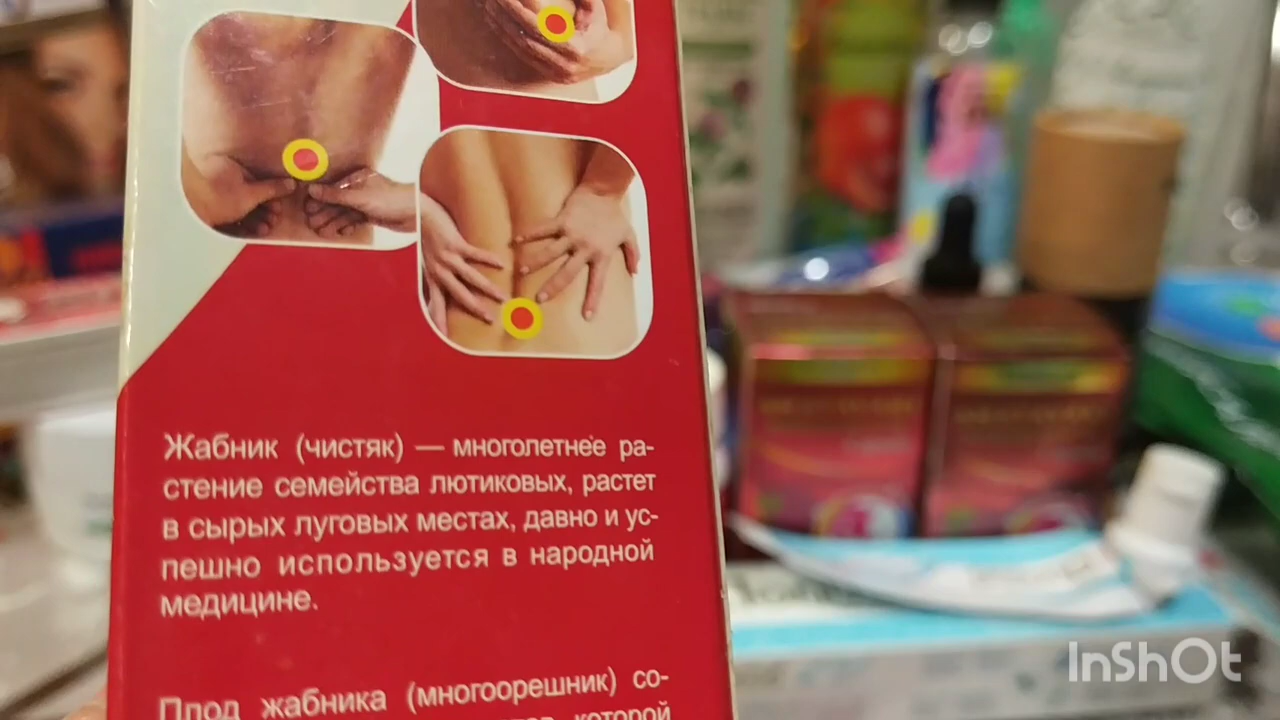 Жабник (чистяк) — многолетнее ра-
стение семейства лютиковых, растет
в сырых луговых местах, давно и ус-
пешно используется в народной
медицине.
Плод жабника (многоорешник) со-
которой
InShOt